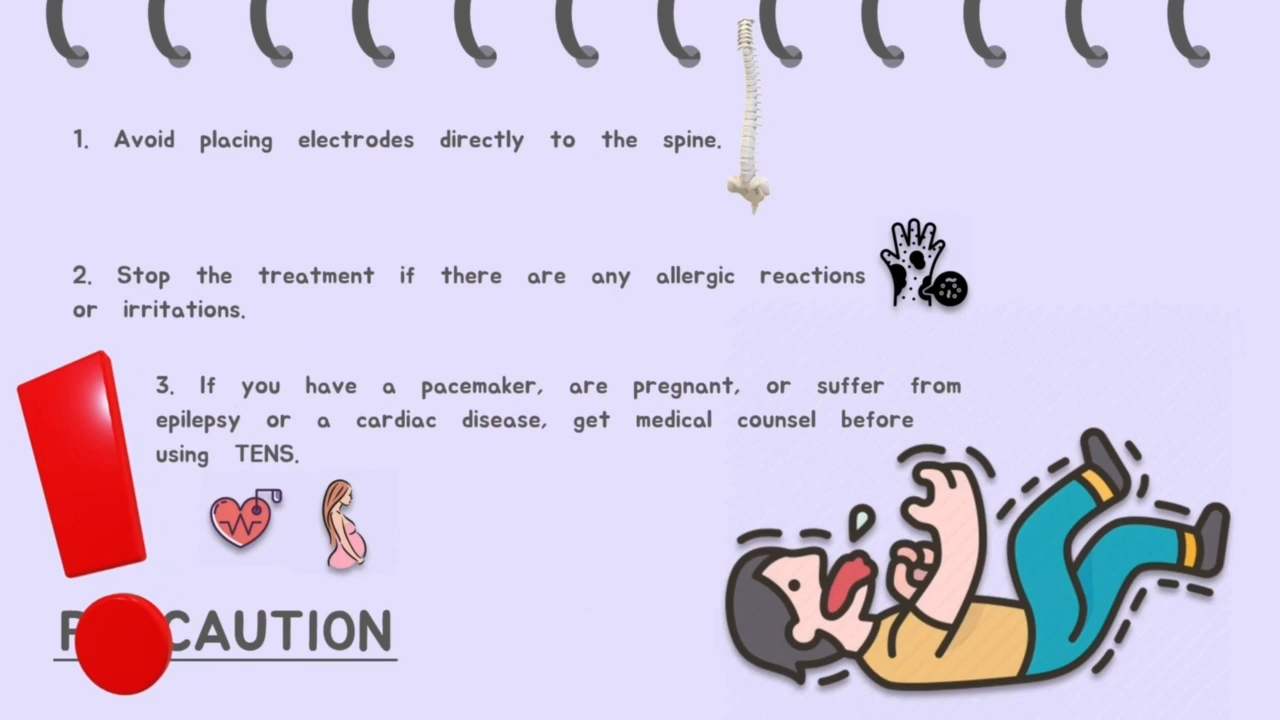 1. Avoid placing electrodes directly to the spine.
2. Stop the treatment if there are any allergic reactions
or irritations.
3. If you have a pacemaker, are pregnant, or suffer from
epilepsy or a cardiac disease, get medical counsel before
using TENS.